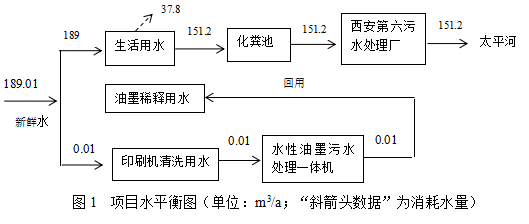 37.8
189
生活用水
151.2
化粪池
151.2
西安第六污
水处理厂
151.2
太平河
189.01
新鲜水
油墨稀释用水
回用
0.01
印刷机清洗用水
0.01
水性油墨污水
处理一体机
0.01
图 1 项目水平衡图（单位：m³/a；“斜箭头数据”为消耗水量）